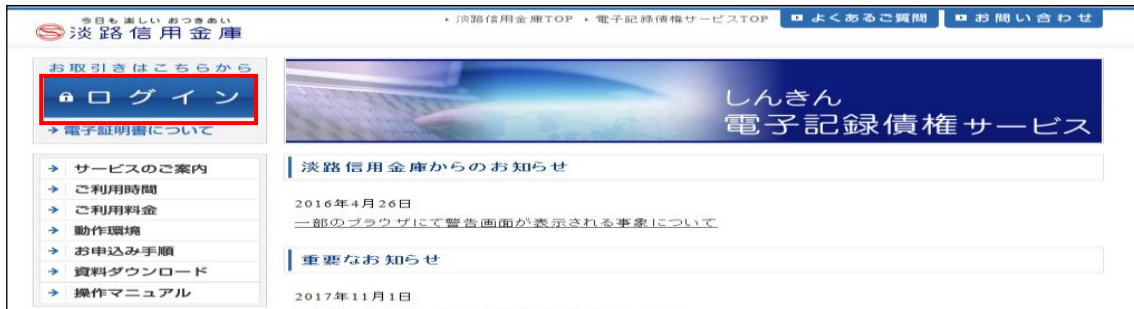 今日も楽しいおつきあい
淡路信用金庫
淡路信用金庫TOP
電子記録債権サービスTOP
よくあるご質問
お問い合わせ
お取引きはこちらから
ログイン
電子証明書について
サービスのご案内
ご利用時間
ご利用料金
動作環境
お申込み手順
資料ダウンロード
操作マニュアル
しんきん
電子記録債権サービス
淡路信用金庫からのお知らせ
2016年4月26日
一部のブラウザにて警告画面が表示される事象について
重要なお知らせ
2017年11月1日